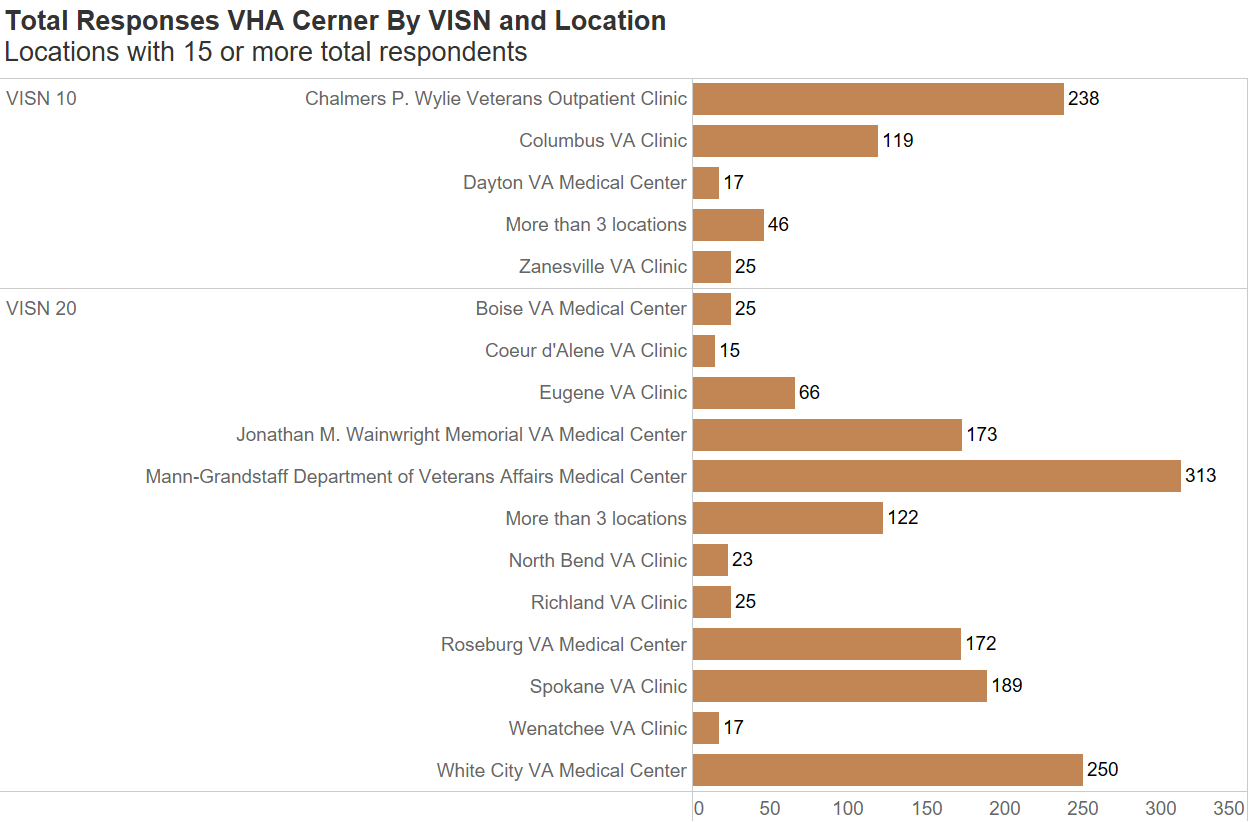 Total Responses VHA Cerner By VISN and Location
Locations with 15 or more total respondents
VISN 10 Chalmers P. Wylie Veterans Outpatient Clinic 238
Columbus VA Clinic 119
Dayton VA Medical Center 17
More than 3 locations 46
Zanesville VA Clinic 25
VISN 20 Boise VA Medical Center 25
Coeur d'Alene VA Clinic 15
Eugene VA Clinic 66
Jonathan M. Wainwright Memorial VA Medical Center 173
Mann-Grandstaff Department of Veterans Affairs Medical Center 313
More than 3 locations 122
North Bend VA Clinic 23
Richland VA Clinic 25
Roseburg VA Medical Center 172
Spokane VA Clinic 189
Wenatchee VA Clinic 17
White City VA Medical Center 250
0 50 100 150 200 250 300 350